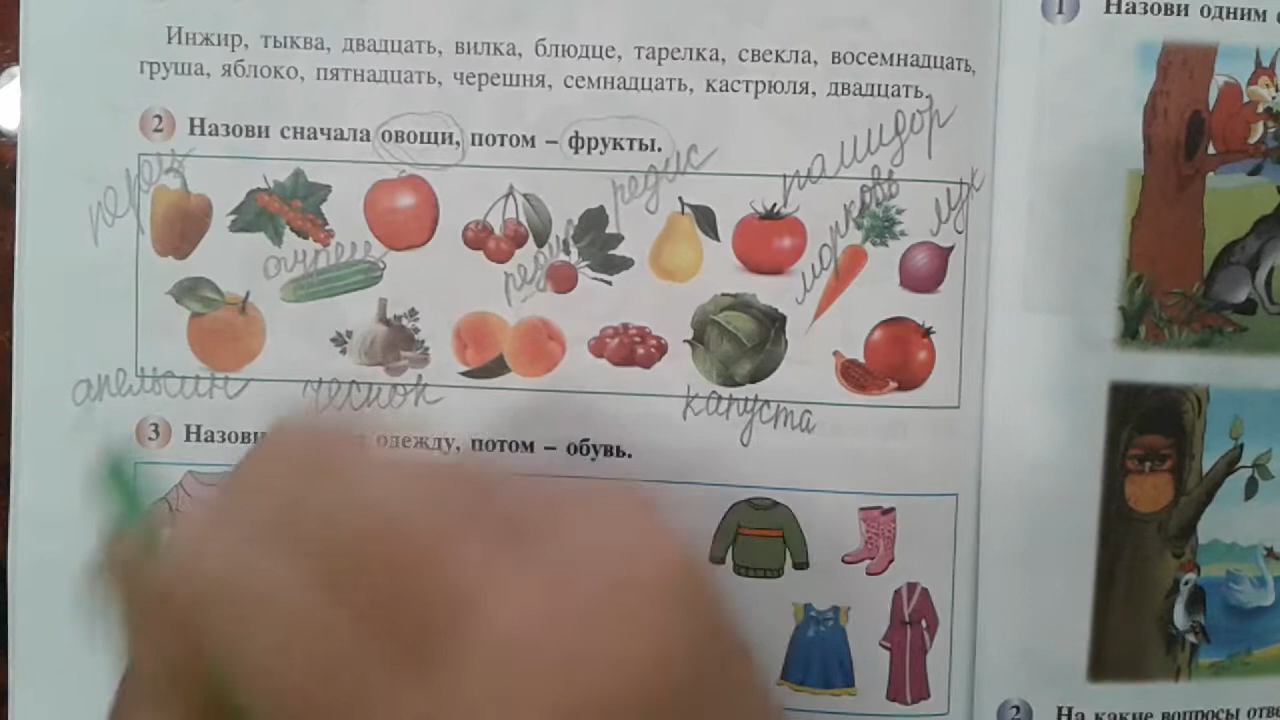 Инжир, тыква, двадцать, вилка, блюдце, тарелка, свекла, восемнадцать,
груша, яблоко, пятнадцать, черешня, семнадцать, кастрюля, двадцать.
2 Назови сначала овощи, потом – фрукты.
перец
редис
памидор
морковь
лук
огурец
редис
апельсин
чеснок
капуста
3 Назови одежду, потом – обувь.
1 Назови одним
2 На какие вопросы отве